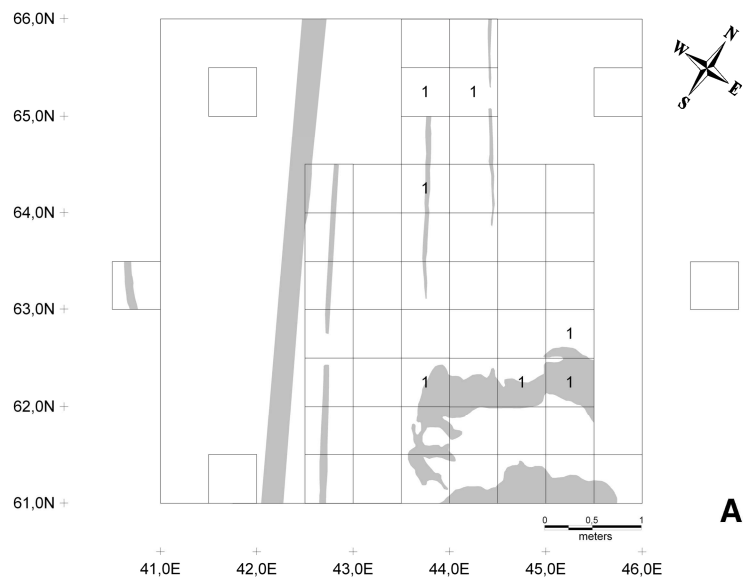 66,0N
N
W
E
S
1 1
65,0N
1
64,0N
63,0N
1
1 1 1
62,0N
61,0N
A
0 0,5 1
meters
41,0E 42,0E 43,0E 44,0E 45,0E 46,0E